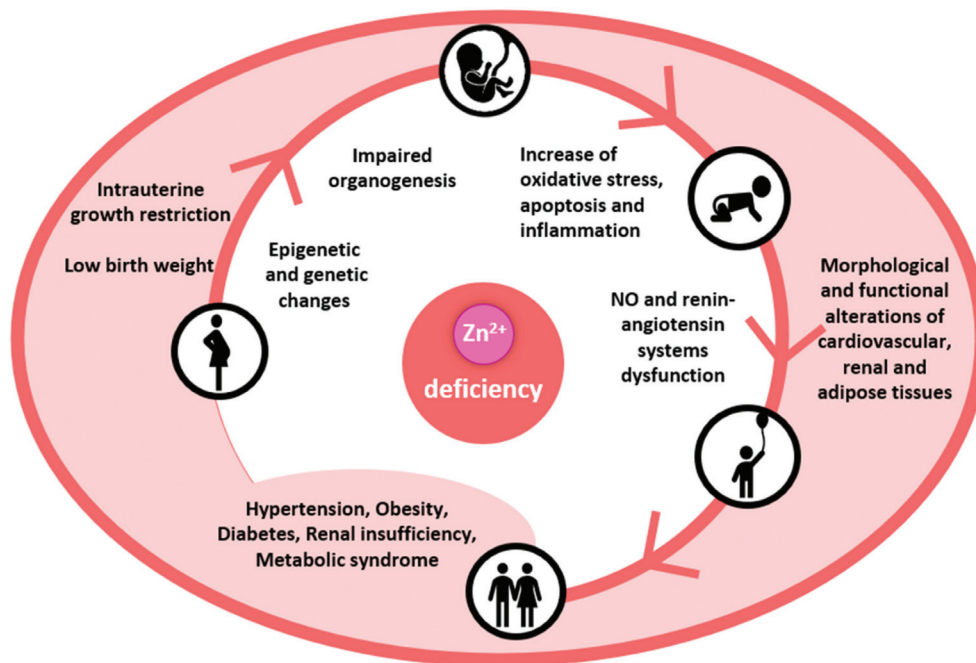 Impaired
organogenesis
Increase of
oxidative stress,
apoptosis and
inflammation
Intrauterine
growth restriction
Low birth weight
Epigenetic
and genetic
changes
Morphological
and functional
alterations of
cardiovascular,
renal and
adipose tissues
NO and renin-
angiotensin
systems
dysfunction
Zn²⁺
deficiency
Hypertension, Obesity,
Diabetes, Renal insufficiency,
Metabolic syndrome